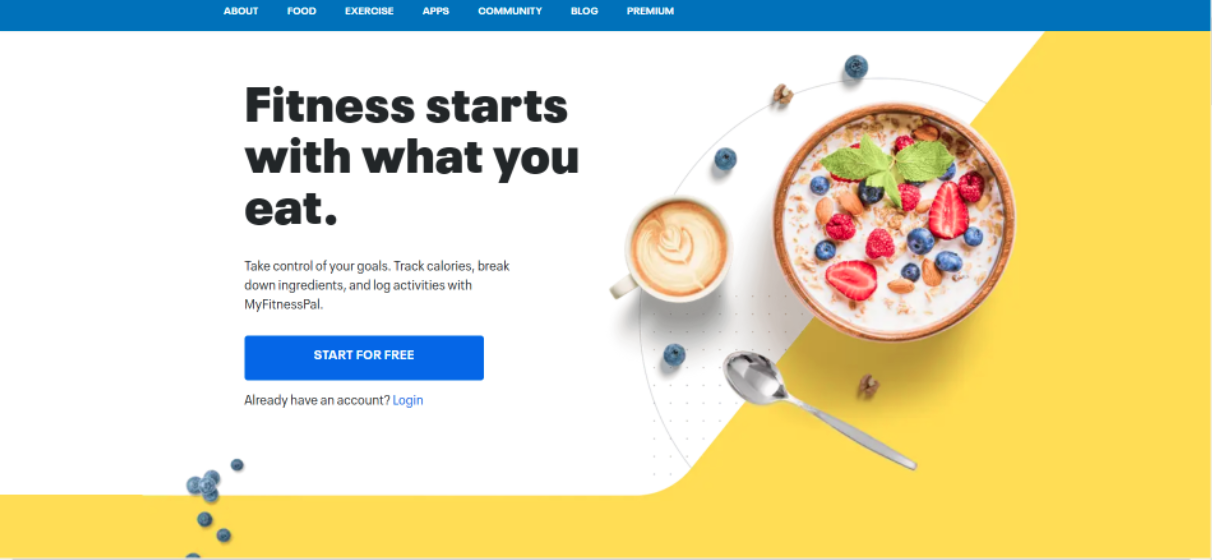 ABOUT FOOD EXERCISE APPS COMMUNITY BLOG PREMIUM
Fitness starts
with what you
eat.
Take control of your goals. Track calories, break
down ingredients, and log activities with
MyFitnessPal.
START FOR FREE
Already have an account? Login